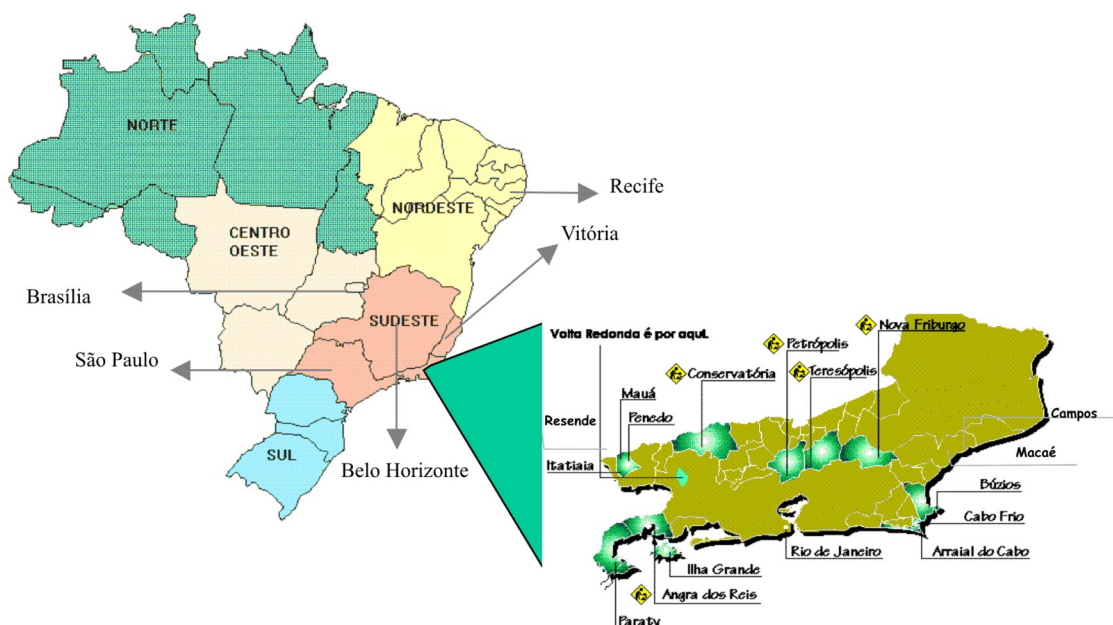 NORTE
NORDESTE
CENTRO
OESTE
SUDESTE
SUL
Recife
Vitória
Brasília
São Paulo
Belo Horizonte
Volta Redonda é por aqui.
Nova Friburgo
Petrópolis
Conservatória
Teresópolis
Mauá
Penedo
Resende
Itatiaia
Campos
Macaé
Búzios
Cabo Frio
Arraial do Cabo
Rio de Janeiro
Ilha Grande
Angra dos Reis
Paraty